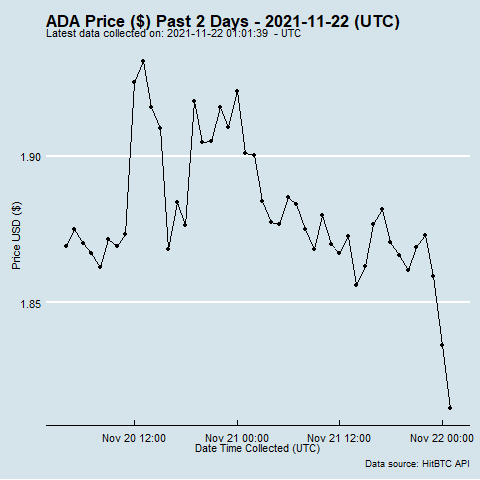 ADA Price ($) Past 2 Days - 2021-11-22 (UTC)
Latest data collected on: 2021-11-22 01:01:39 - UTC
1.90
Price USD ($)
1.85
Nov 20 12:00 Nov 21 00:00 Nov 21 12:00 Nov 22 00:00
Date Time Collected (UTC)
Data source: HitBTC API